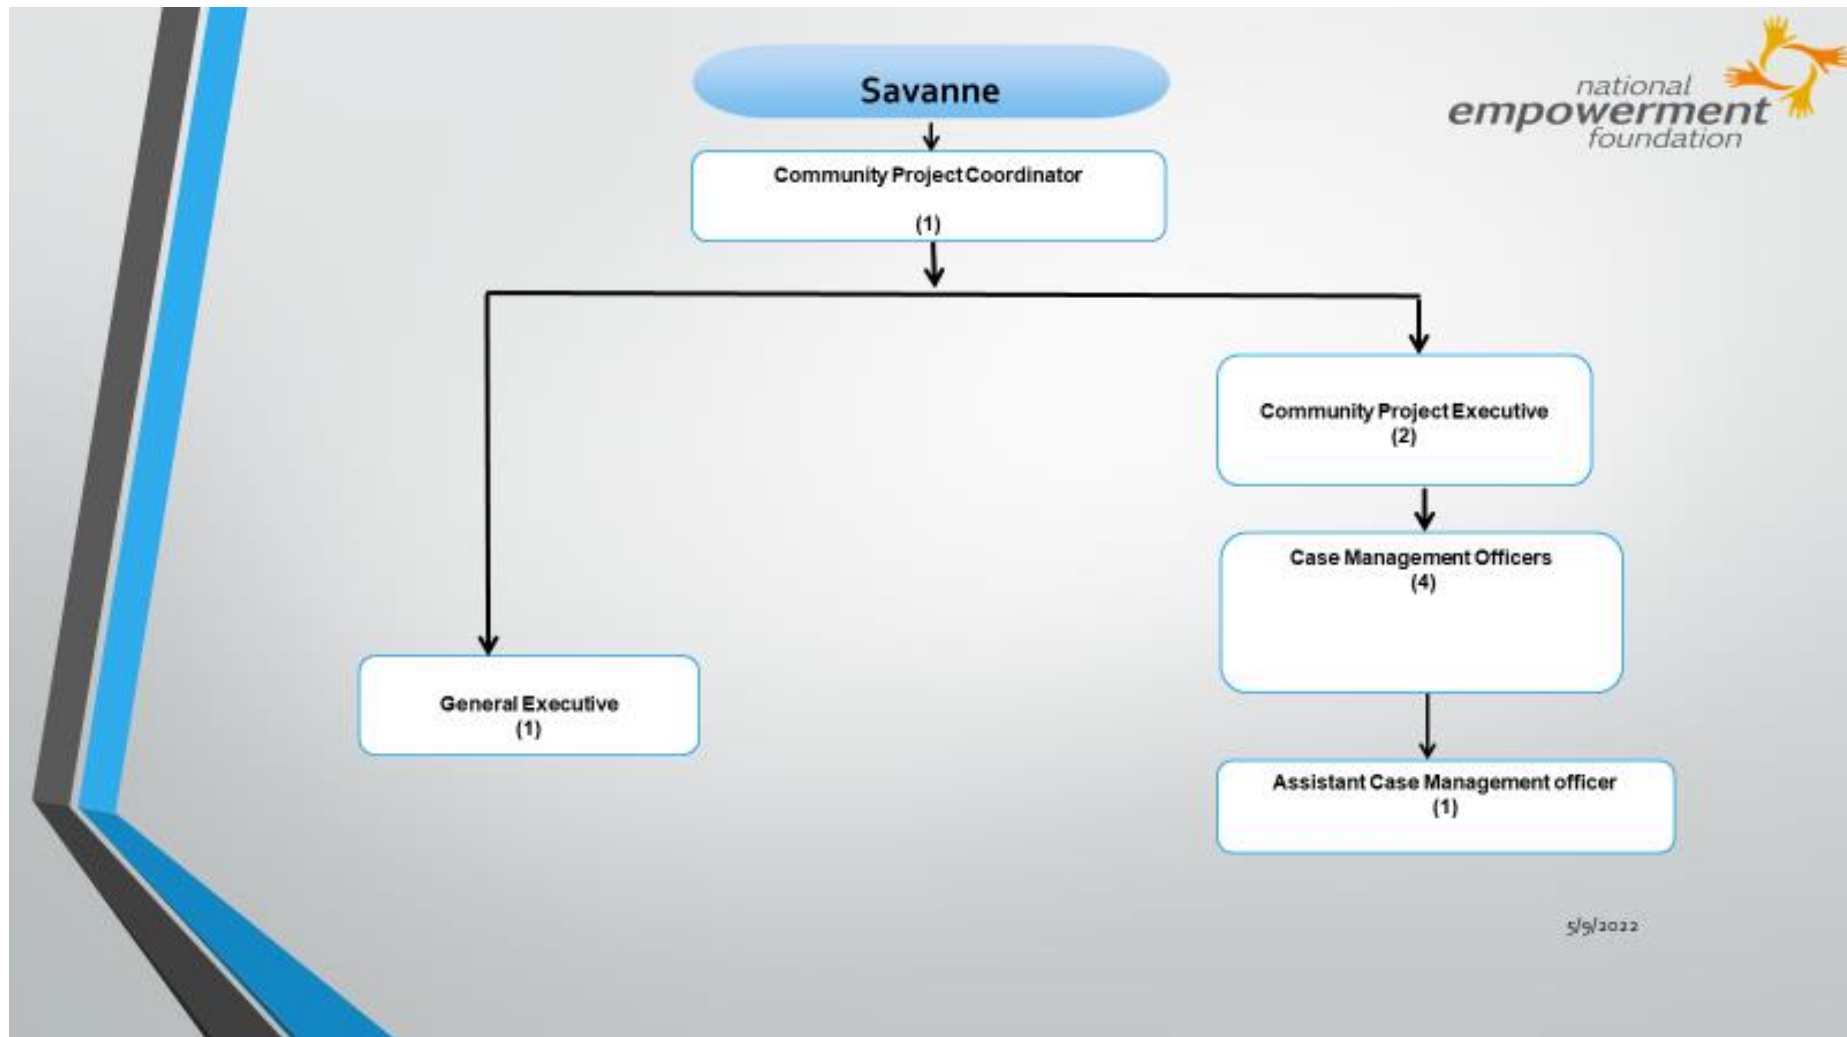 Savanne
national
empowerment
foundation
Community Project Coordinator
(1)
Community Project Executive
(2)
Case Management Officers
(4)
General Executive
(1)
Assistant Case Management officer
(1)
5/9/2022